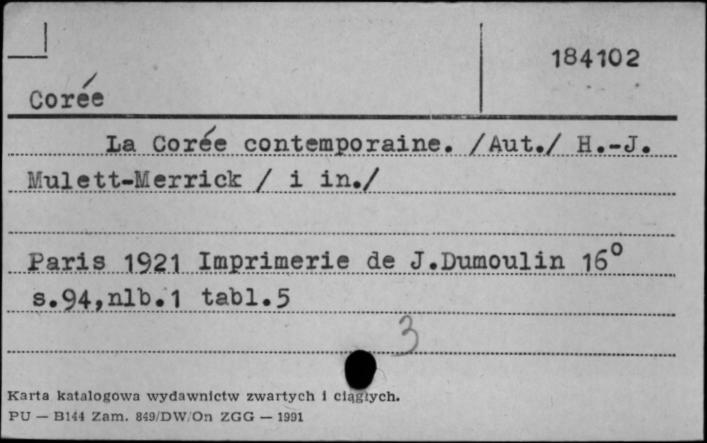 184102
Corée
La Corée contemporaine. /Aut./ H.-J.
Mulett-Merrick / i in./
Paris 1921 Imprimerie de J.Dumoulin 16°
s.94,nlb.1 tabl.5
3
Karta katalogowa wydawnictw zwartych i ciągłych.
PU — B144 Zam. 849/DW/On ZGG — 1991